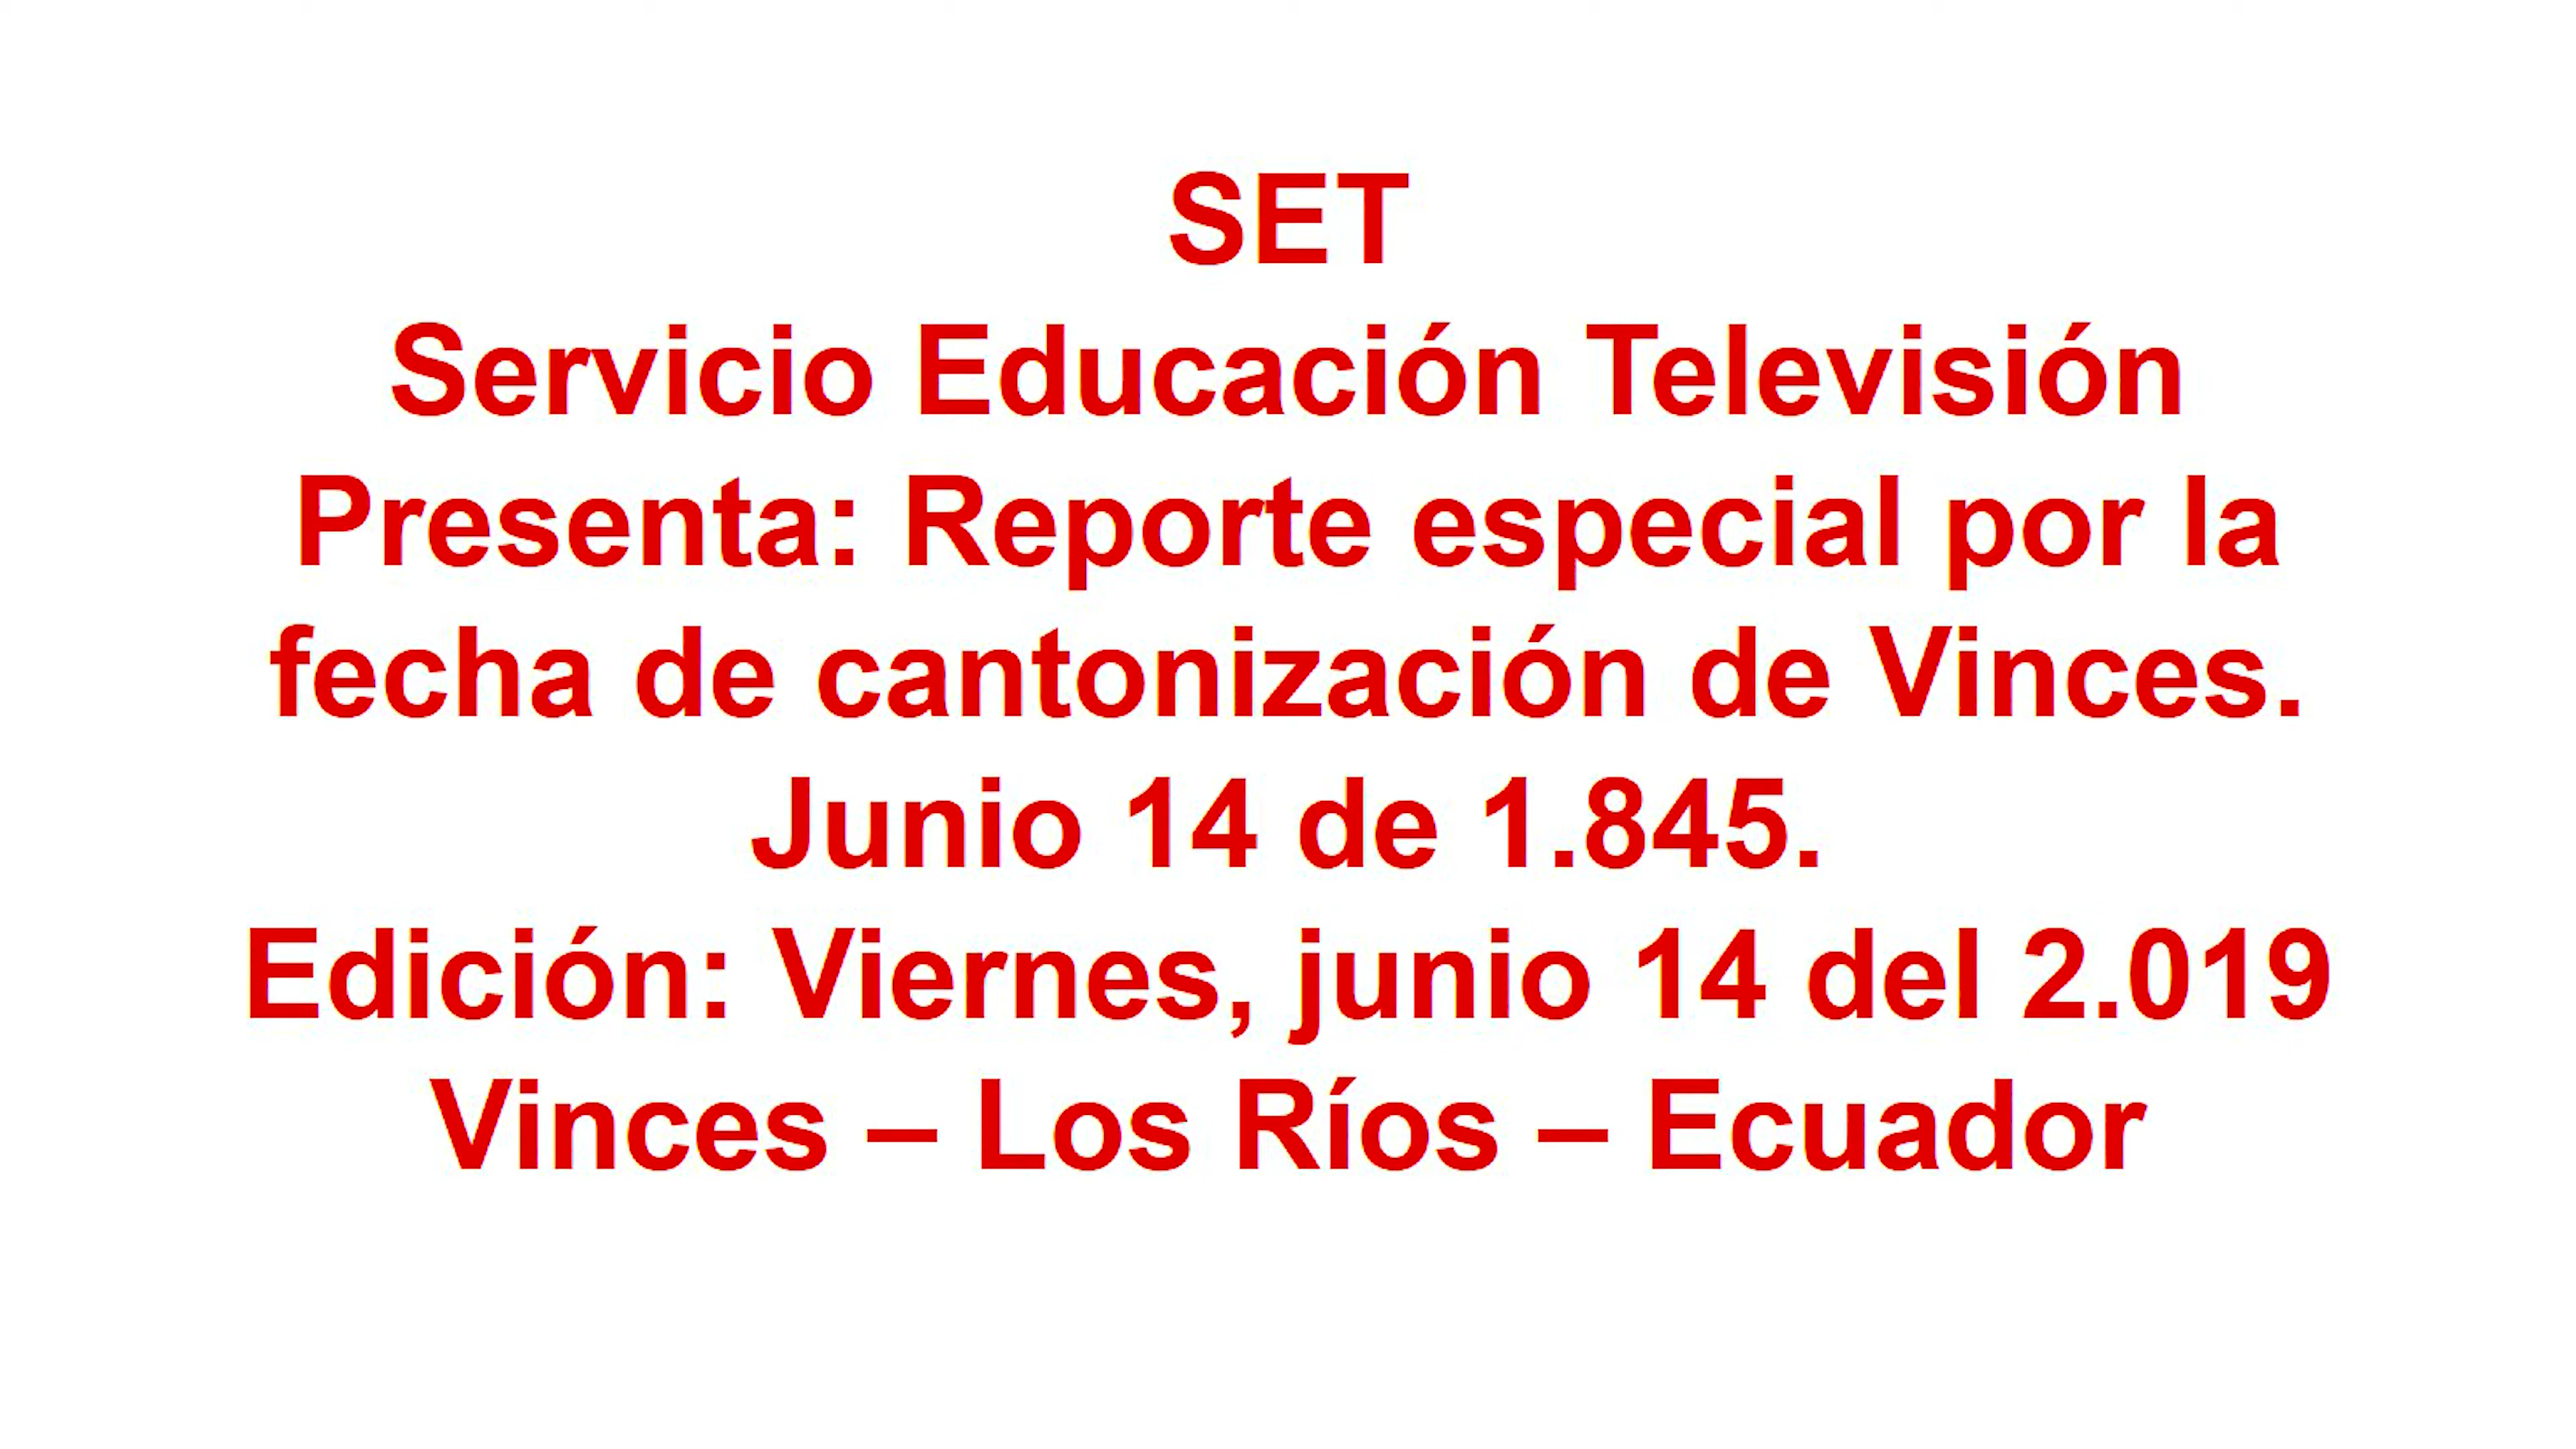 SET
Servicio Educación Televisión
Presenta: Reporte especial por la
fecha de cantonización de Vinces.
Junio 14 de 1.845.
Edición: Viernes, junio 14 del 2.019
Vinces – Los Ríos – Ecuador